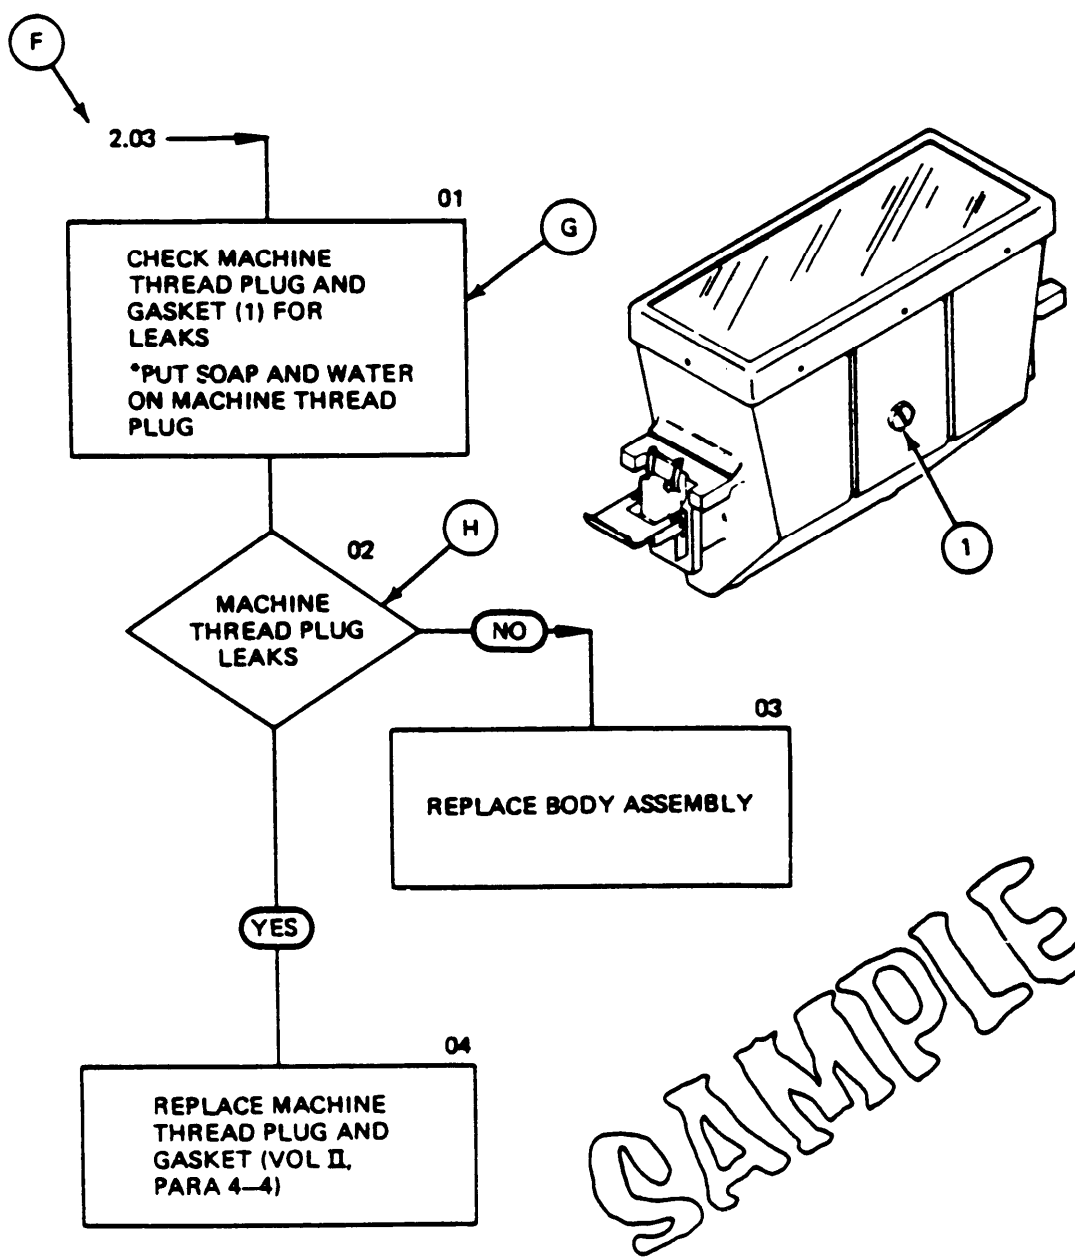 F
2.03
01
CHECK MACHINE
THREAD PLUG AND
GASKET (1) FOR
LEAKS
*PUT SOAP AND WATER
ON MACHINE THREAD
PLUG
G
1
02
H
MACHINE
THREAD PLUG
LEAKS
NO
03
REPLACE BODY ASSEMBLY
YES
04
REPLACE MACHINE
THREAD PLUG AND
GASKET (VOL II,
PARA 4–4)
SAMPLE